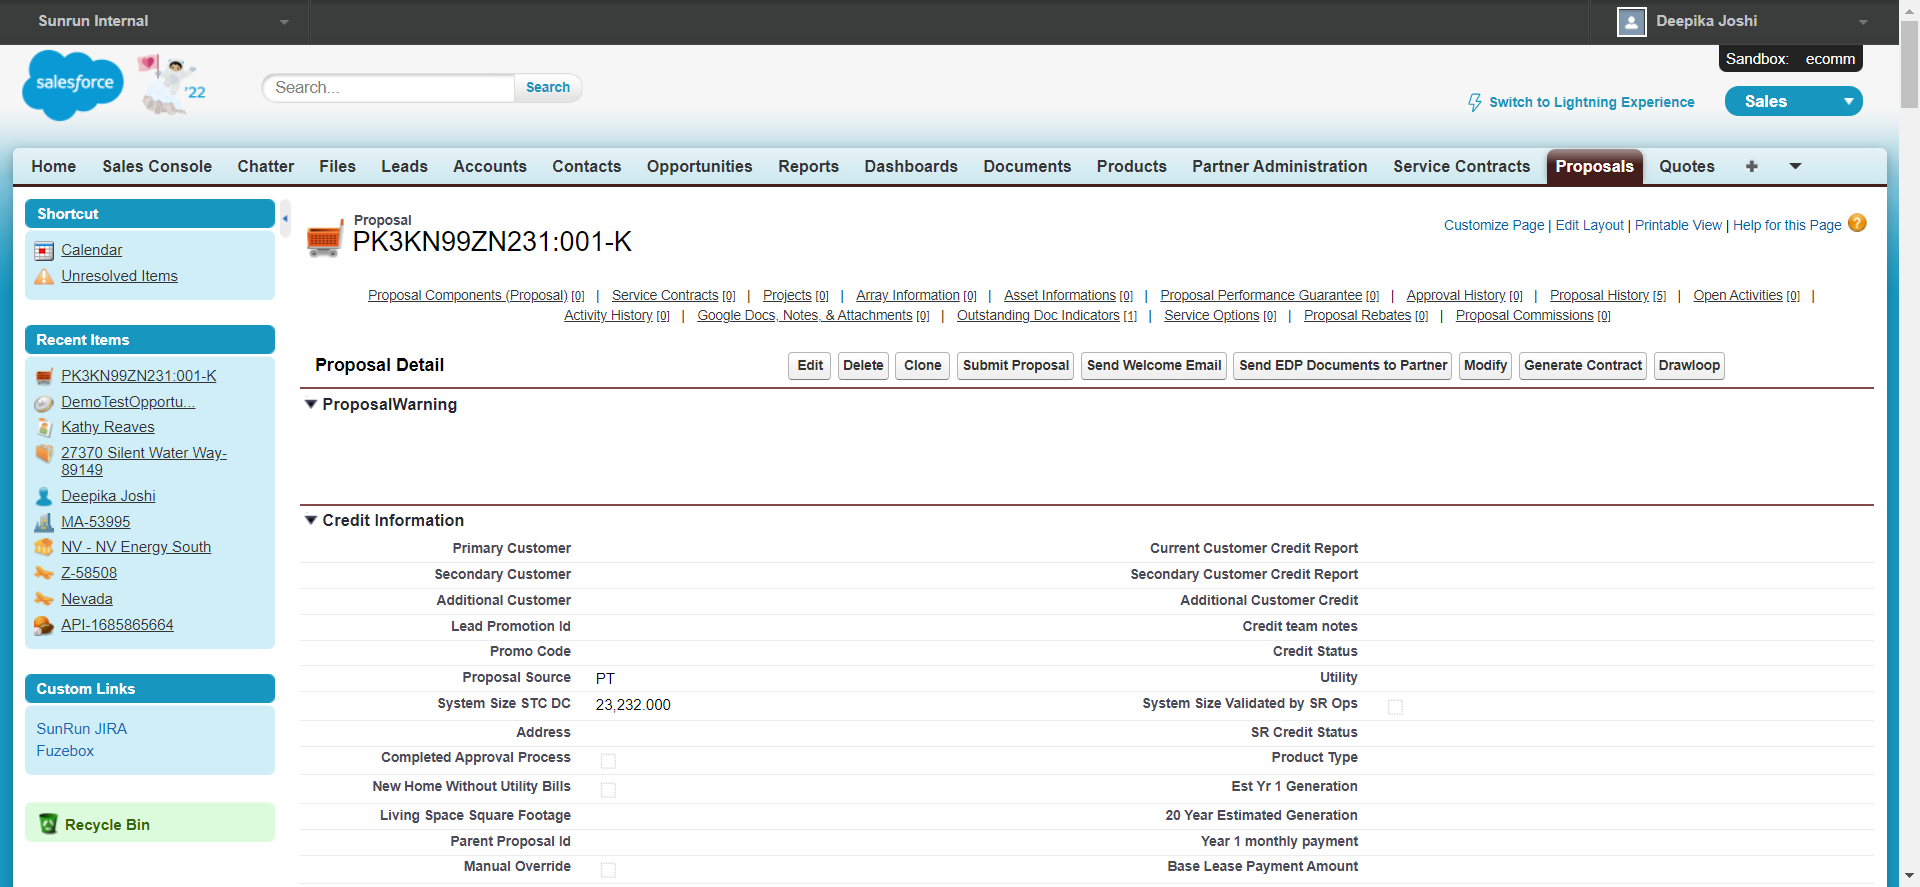 Sunrun Internal
Deepika Joshi
Sandbox: ecomm
salesforce
'22
Search...
Search
Switch to Lightning Experience
Sales
Home Sales Console Chatter Files Leads Accounts Contacts Opportunities Reports Dashboards Documents Products Partner Administration Service Contracts Proposals Quotes +
Shortcut
Calendar
Unresolved Items
Recent Items
PK3KN99ZN231:001-K
DemoTestOpportu...
Kathy Reaves
27370 Silent Water Way-
89149
Deepika Joshi
MA-53995
NV - NV Energy South
Z-58508
Nevada
API-1685865664
Custom Links
SunRun JIRA
Fuzebox
Recycle Bin
Proposal
PK3KN99ZN231:001-K
Customize Page | Edit Layout | Printable View | Help for this Page ?
Proposal Components (Proposal) [0] | Service Contracts [0] | Projects [0] | Array Information [0] | Asset Informations [0] | Proposal Performance Guarantee [0] | Approval History [0] | Proposal History [5] | Open Activities [0] |
Activity History [0] | Google Docs, Notes, & Attachments [0] | Outstanding Doc Indicators [1] | Service Options [0] | Proposal Rebates [0] | Proposal Commissions [0]
Proposal Detail
Edit Delete Clone Submit Proposal Send Welcome Email Send EDP Documents to Partner Modify Generate Contract Drawloop
ProposalWarning
Credit Information
Primary Customer Current Customer Credit Report
Secondary Customer Secondary Customer Credit Report
Additional Customer Additional Customer Credit
Lead Promotion Id Credit team notes
Promo Code Credit Status
Proposal Source PT Utility
System Size STC DC 23,232.000 System Size Validated by SR Ops
Address SR Credit Status
Completed Approval Process Product Type
New Home Without Utility Bills Est Yr 1 Generation
Living Space Square Footage 20 Year Estimated Generation
Parent Proposal Id Year 1 monthly payment
Manual Override Base Lease Payment Amount